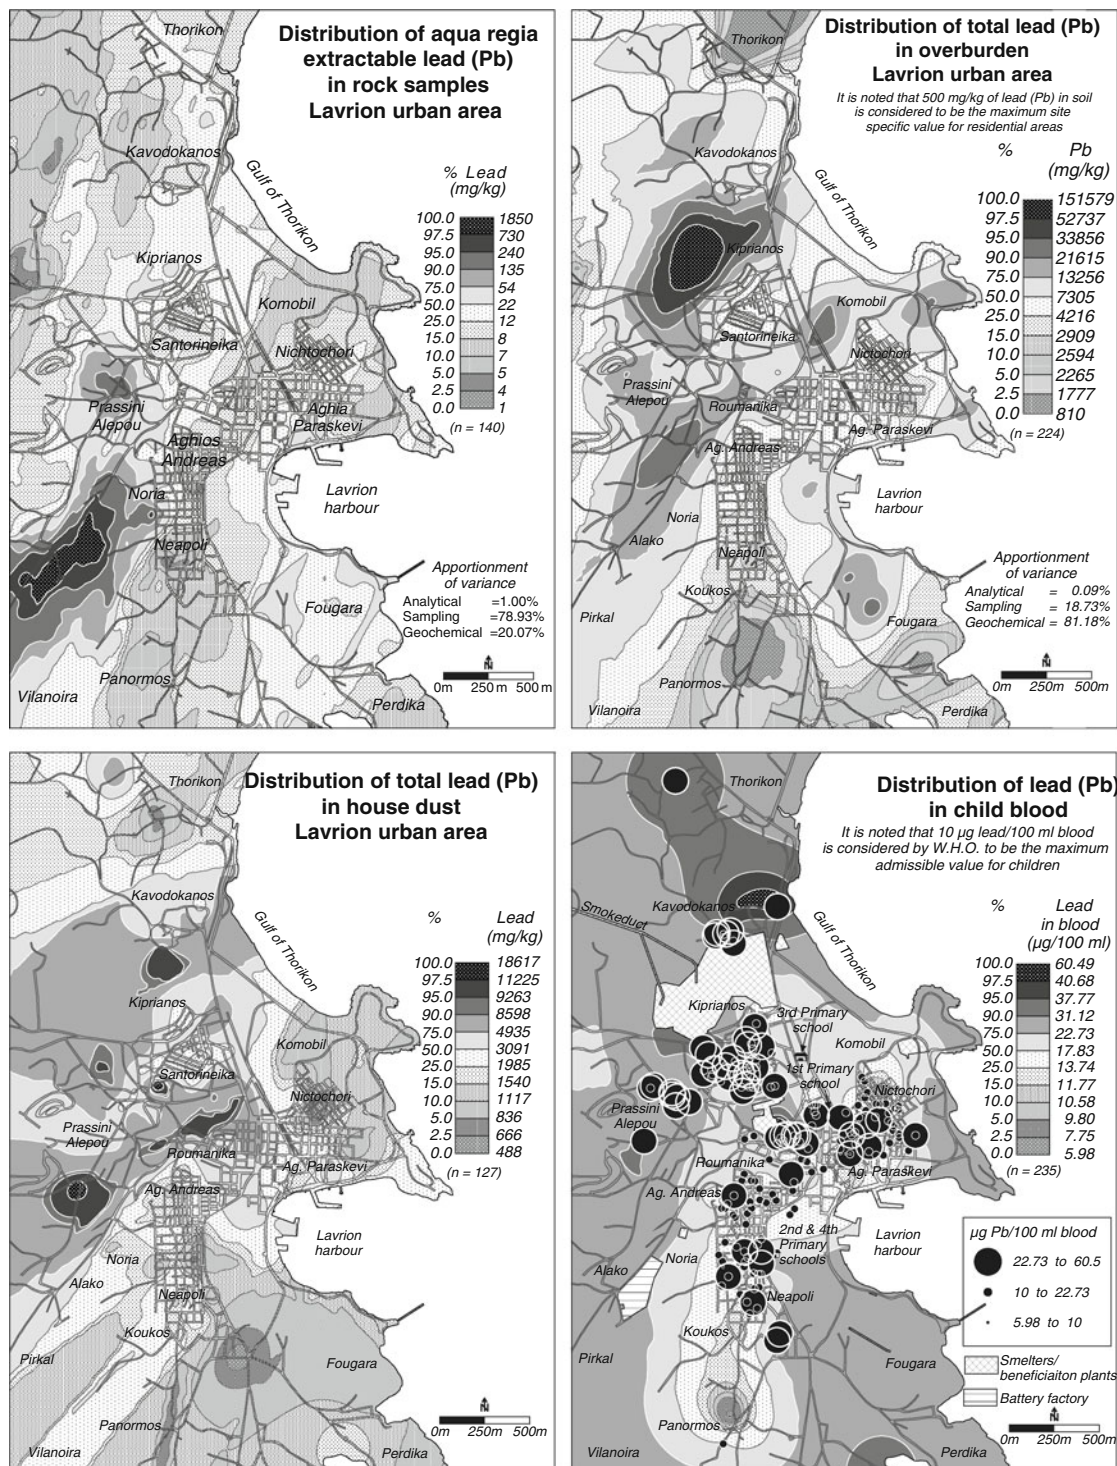 Thorikon
Distribution of aqua regia
extractable lead (Pb)
in rock samples
Lavrion urban area
Kavodokanos
Gulf of Thorikon
% Lead
(mg/kg)
100.0 1850
97.5 730
95.0 240
90.0 135
75.0 54
50.0 22
25.0 12
15.0 8
10.0 7
5.0 5
2.5 4
0.0 1
(n = 140)
Kiprianos
Komobil
Santorineika
Nichtochori
Prassini
Alepou
Aghia
Paraskevi
Aghios
Andreas
Noria
Lavrion
harbour
Neapoli
Apportionment
of variance
Analytical =1.00%
Sampling =78.93%
Geochemical =20.07%
Fougara
N
0m 250m 500m
Panormos
Vilanoira
Perdika
Thorikon
Distribution of total lead (Pb)
in overburden
Lavrion urban area
It is noted that 500 mg/kg of lead (Pb) in soil
is considered to be the maximum site
specific value for residential areas
Kavodokanos
Gulf of Thorikon
% Pb
(mg/kg)
100.0 151579
97.5 52737
95.0 33856
90.0 21615
75.0 13256
50.0 7305
25.0 4216
15.0 2909
10.0 2594
5.0 2265
2.5 1777
0.0 810
(n = 224)
Kiprianos
Komobil
Santorineika
Nictochori
Prassini
Alepou
Roumanika
Ag. Paraskevi
Ag. Andreas
Lavrion
harbour
Noria
Alako
Neapoli
Apportionment
of variance
Analytical = 0.09%
Sampling = 18.73%
Geochemical = 81.18%
Koukos
Pirkal
Fougara
N
0m 250m 500m
Panormos
Vilanoira
Perdika
Thorikon
Distribution of total lead (Pb)
in house dust
Lavrion urban area
Kavodokanos
Gulf of Thorikon
% Lead
(mg/kg)
100.0 18617
97.5 11225
95.0 9263
90.0 8598
75.0 4935
50.0 3091
25.0 1985
15.0 1540
10.0 1117
5.0 836
2.5 666
0.0 488
(n = 127)
Kiprianos
Komobil
Santorineika
Nictochori
Prassini
Alepou
Roumanika
Ag. Paraskevi
Ag. Andreas
Lavrion
harbour
Noria
Alako
Neapoli
Koukos
Pirkal
Fougara
N
0m 250m 500m
Panormos
Vilanoira
Perdika
Thorikon
Distribution of lead (Pb)
in child blood
It is noted that 10 µg lead/100 ml blood
is considered by W.H.O. to be the maximum
admissible value for children
Kavodokanos
Smokeduct
Gulf of Thorikon
% Lead
in blood
(µg/100 ml)
100.0 60.49
97.5 40.68
95.0 37.77
90.0 31.12
75.0 22.73
50.0 17.83
25.0 13.74
15.0 11.77
10.0 10.58
5.0 9.80
2.5 7.75
0.0 5.98
(n = 235)
Kiprianos
3rd Primary
school
Komobil
1st Primary
school
Nictochori
Prassini
Alepou
Roumanika
Ag. Paraskevi
Ag. Andreas
2nd & 4th
Primary
schools
Lavrion
harbour
Noria
Alako
Neapoli
µg Pb/100 ml blood
22.73 to 60.5
10 to 22.73
5.98 to 10
Koukos
Pirkal
Fougara
Smelters/
beneficiaiton plants
Battery factory
N
0m 250m 500m
Panormos
Vilanoira
Perdika